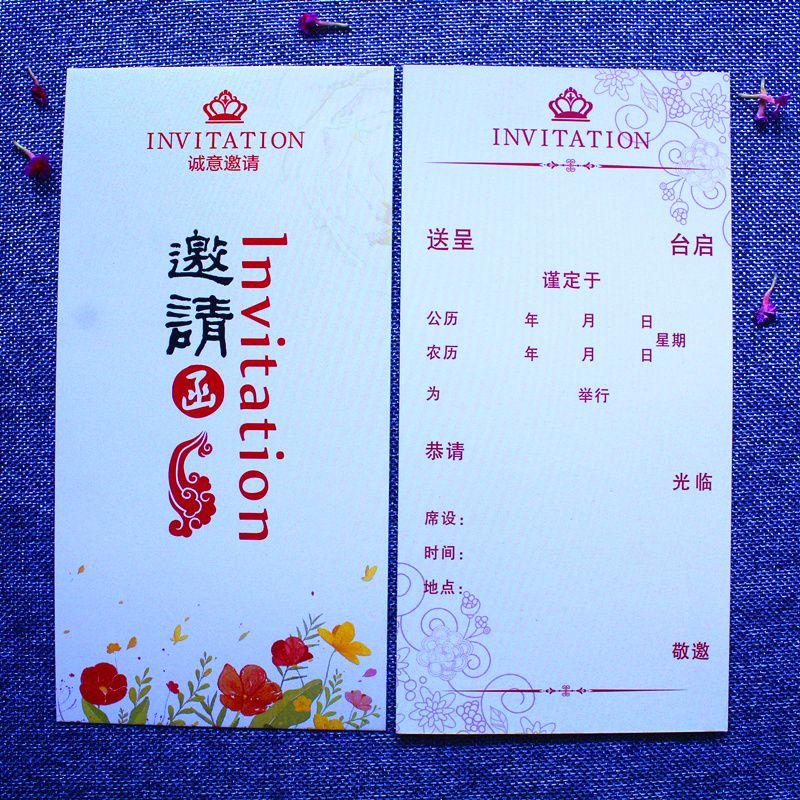 INVITATION
诚意邀请
邀請函
Invitation
INVITATION
送呈 台启
谨定于
公历 年 月 日
星期
农历 年 月 日
为 举行
恭请
光临
席设：
时间：
地点：
敬邀